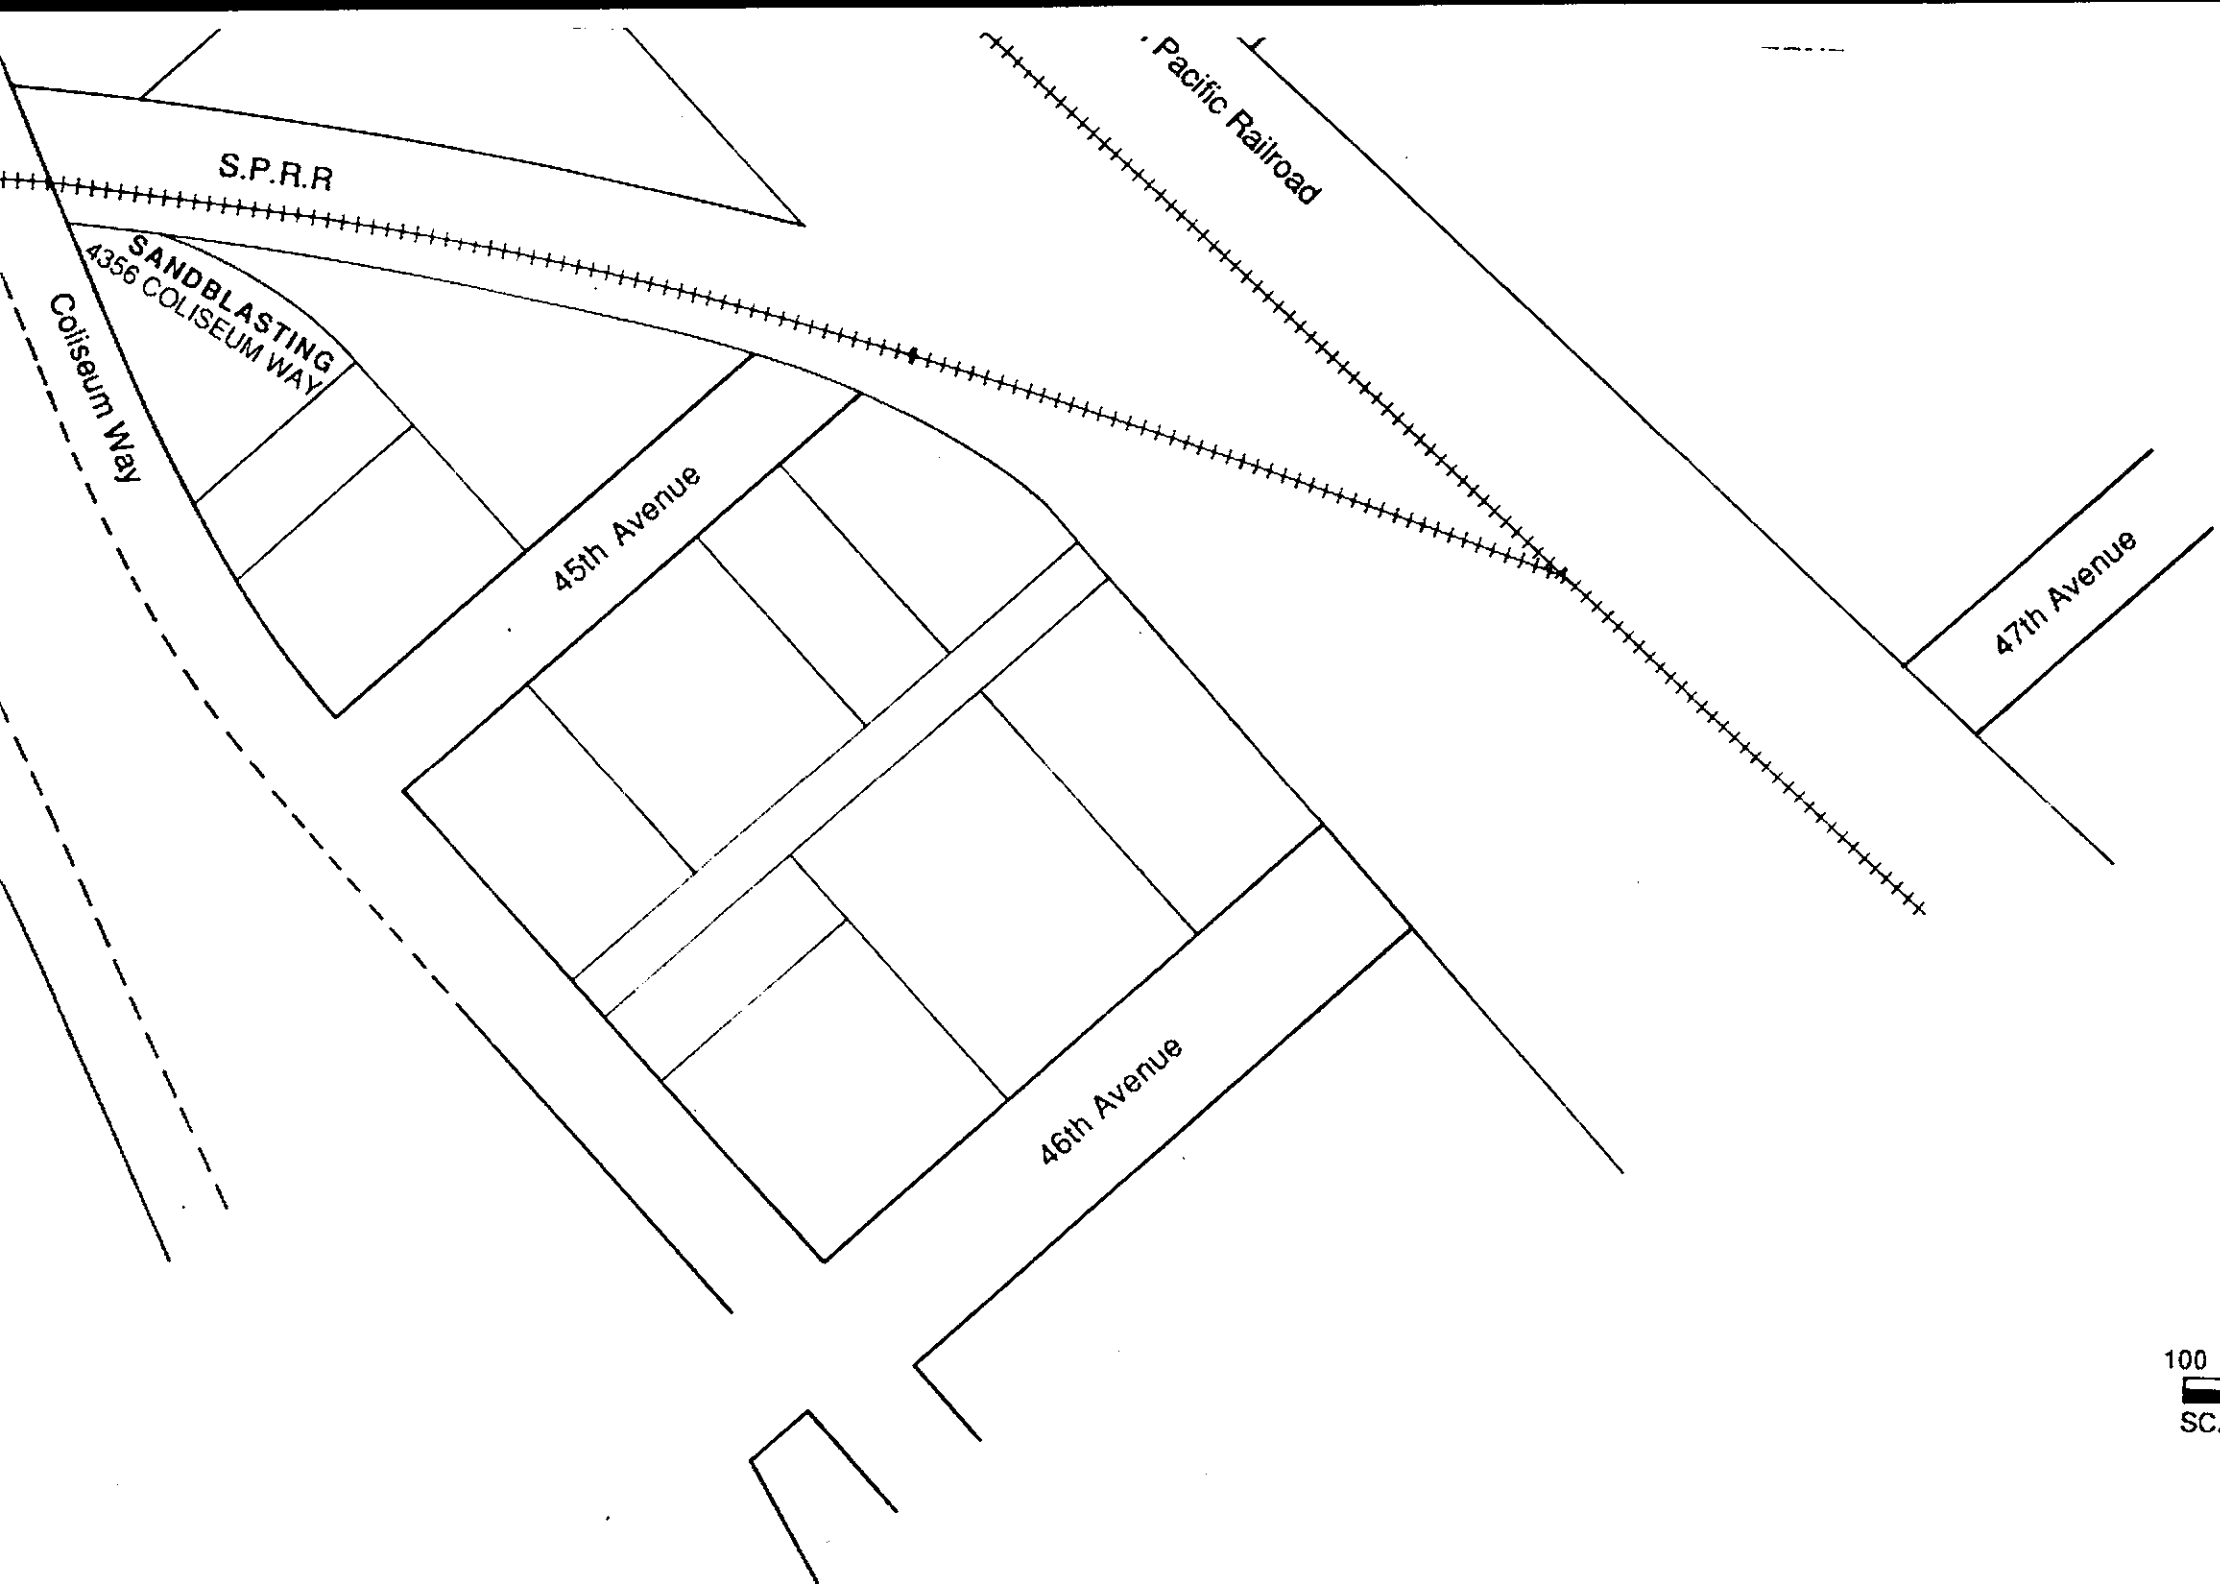 Pacific Railroad
S.P.R.R
SANDBLASTING
4356 COLISEUM WAY
Coliseum Way
45th Avenue
47th Avenue
46th Avenue
100